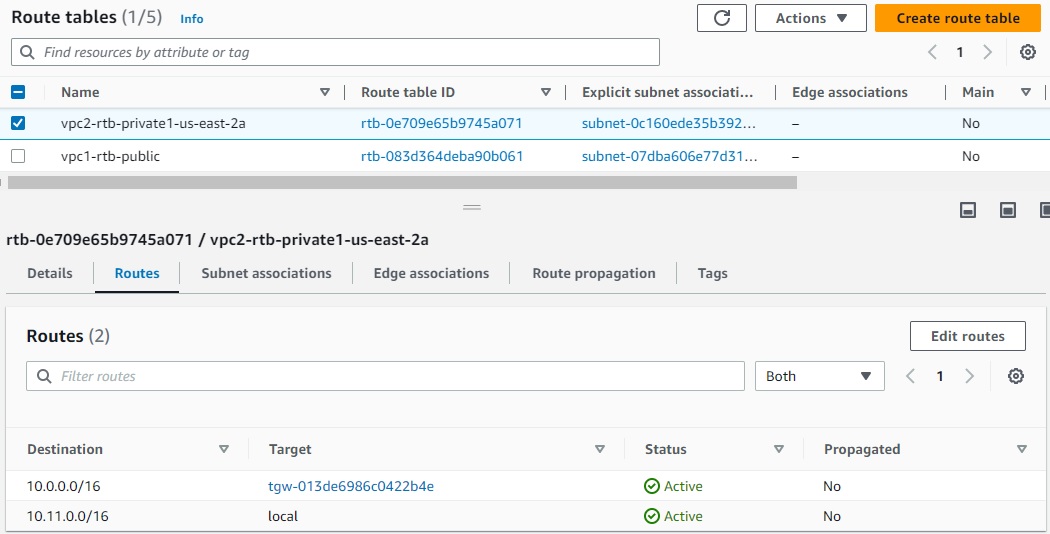 Route tables (1/5) Info Actions Create route table
Find resources by attribute or tag 1
Name Route table ID Explicit subnet associati... Edge associations Main
vpc2-rtb-private1-us-east-2a rtb-0e709e65b9745a071 subnet-0c160ede35b392... – No
vpc1-rtb-public rtb-083d364deba90b061 subnet-07dba606e77d31... – No
rtb-0e709e65b9745a071 / vpc2-rtb-private1-us-east-2a
Details Routes Subnet associations Edge associations Route propagation Tags
Routes (2) Edit routes
Filter routes Both 1
Destination Target Status Propagated
10.0.0.0/16 tgw-013de6986c0422b4e Active No
10.11.0.0/16 local Active No